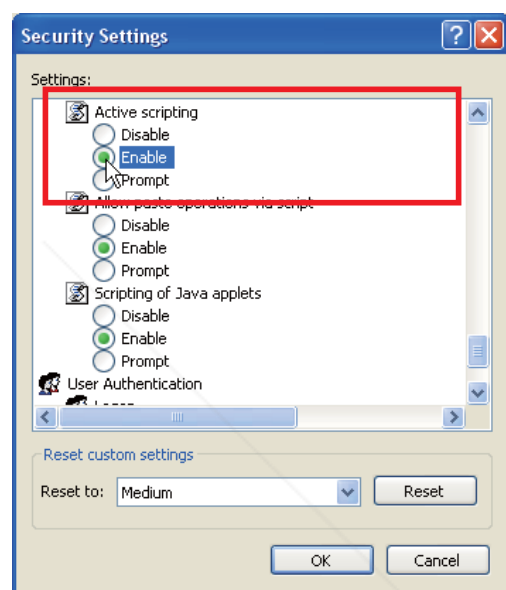 Security Settings
Settings:
Active scripting
Disable
Enable
Prompt
Allow paste operations via script
Disable
Enable
Prompt
Scripting of Java applets
Disable
Enable
Prompt
User Authentication
Reset custom settings
Reset to: Medium Reset
OK Cancel